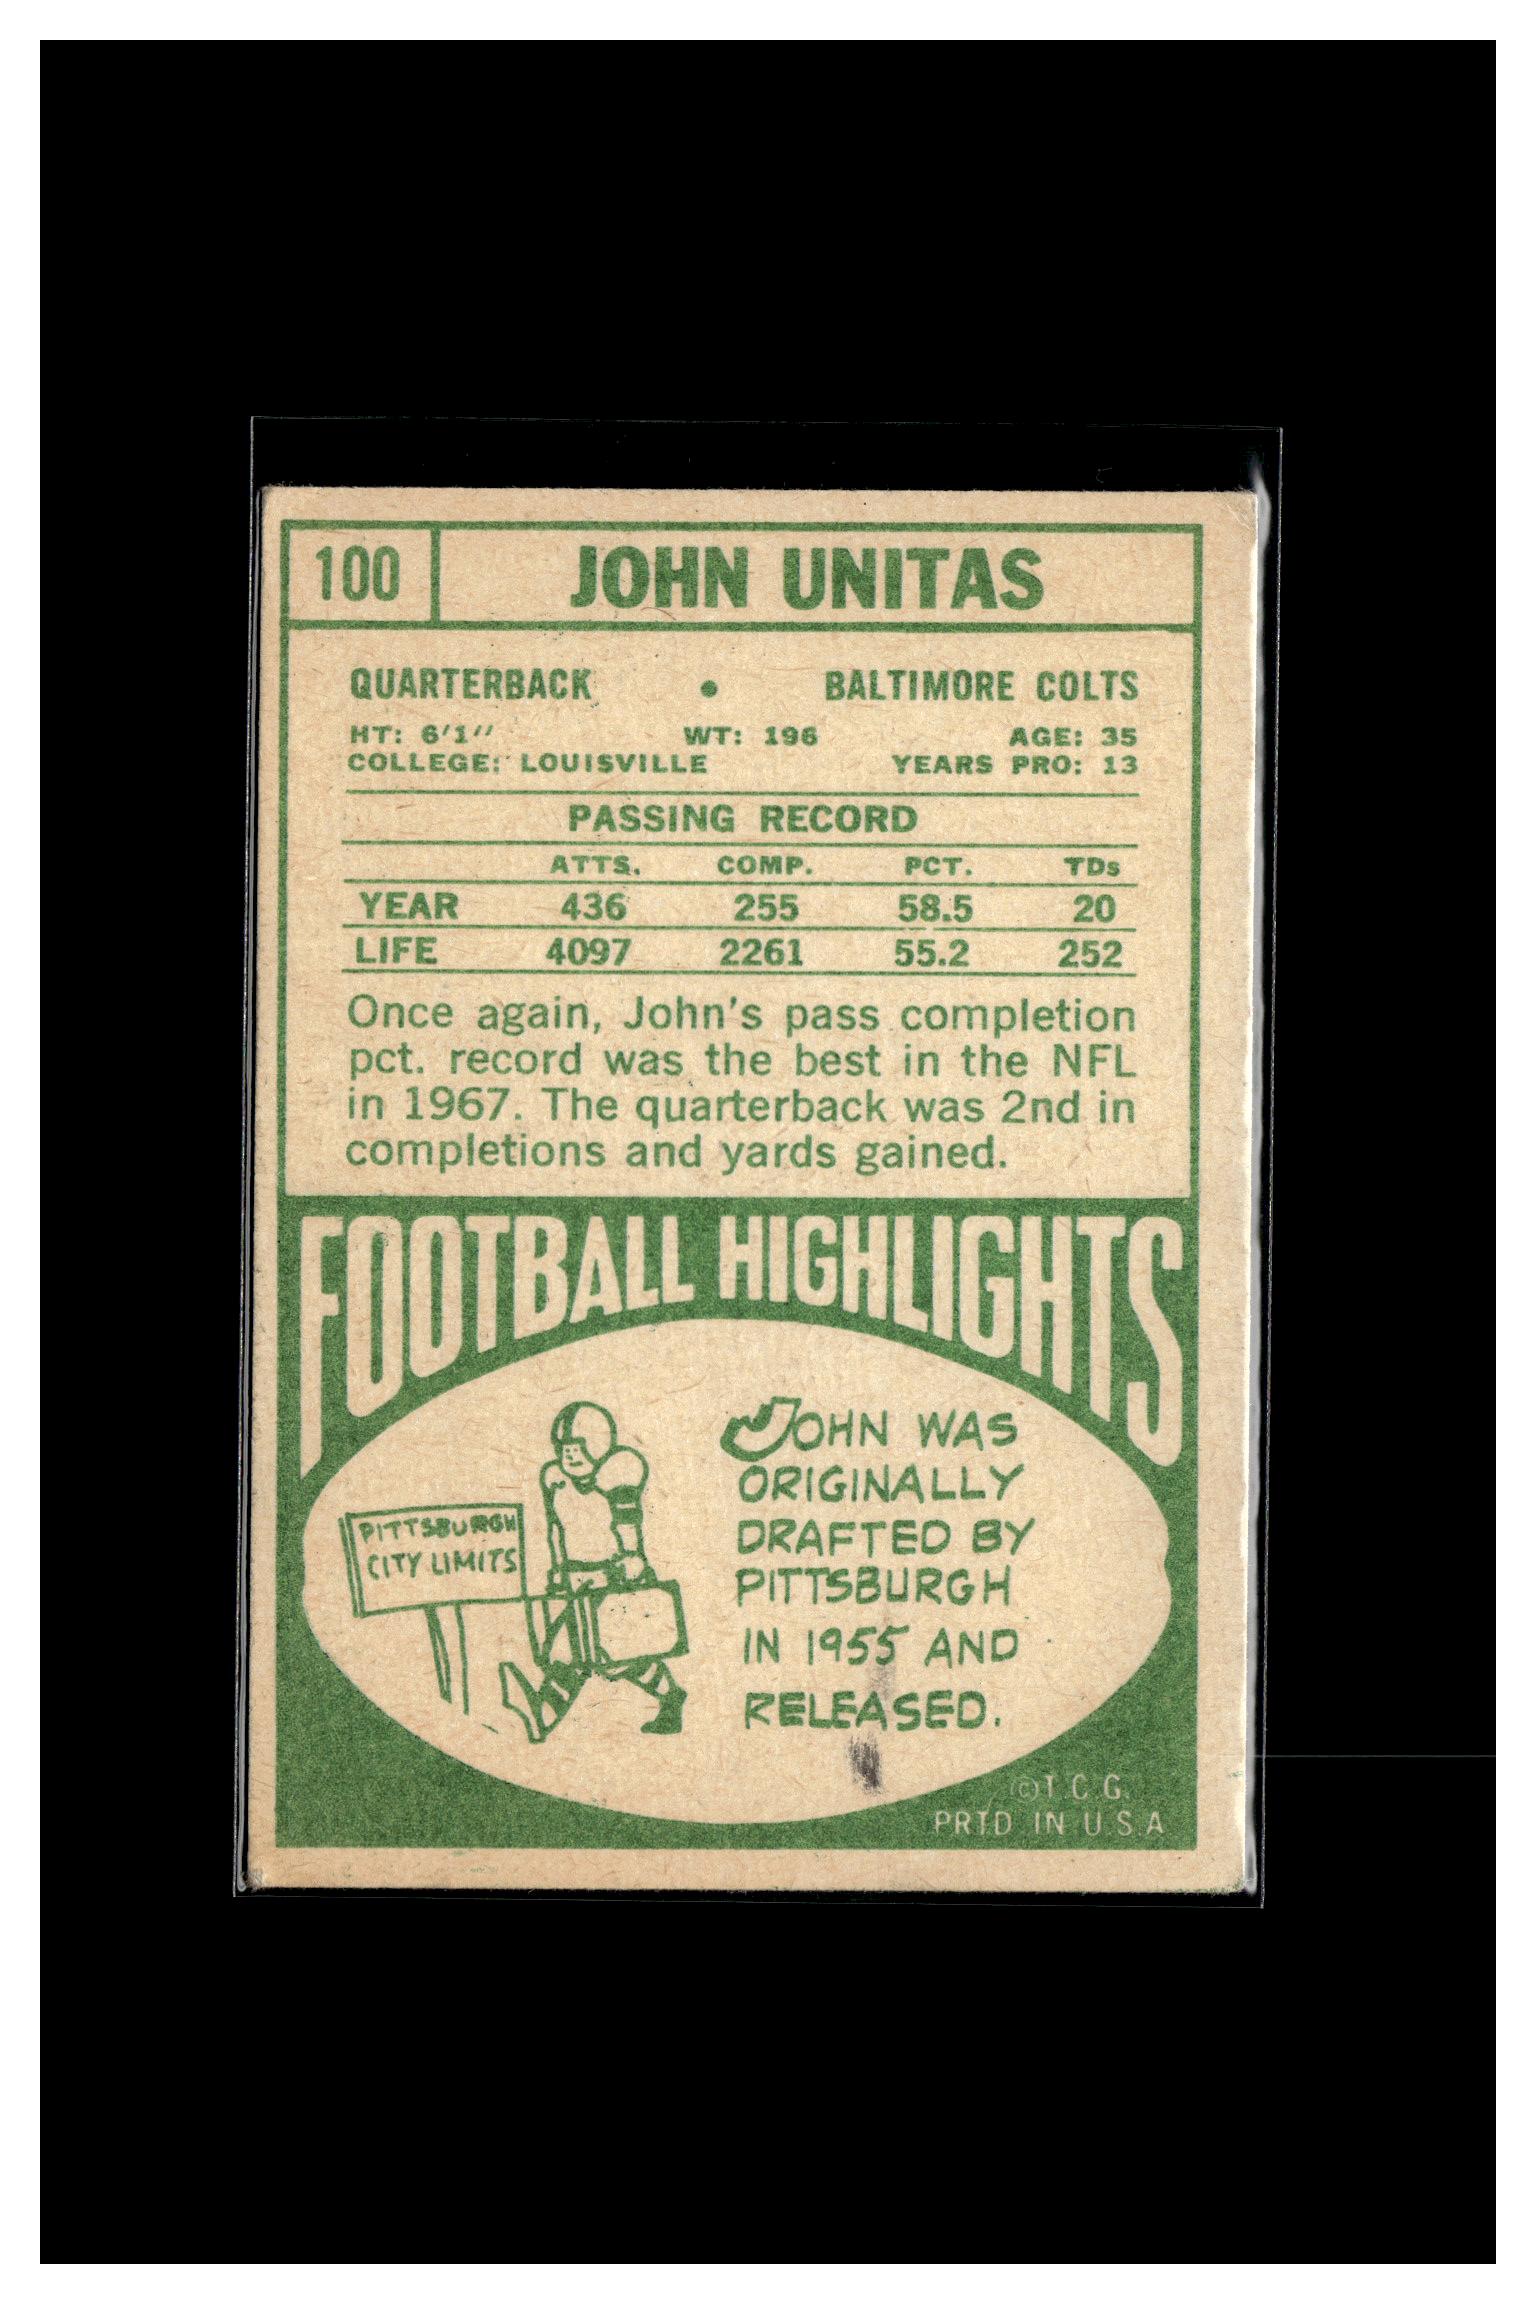 100 JOHN UNITAS
QUARTERBACK • BALTIMORE COLTS
HT: 6'1" WT: 196 AGE: 35
COLLEGE: LOUISVILLE YEARS PRO: 13
PASSING RECORD
ATTS. COMP. PCT. TDs
YEAR 436 255 58.5 20
LIFE 4097 2261 55.2 252
Once again, John's pass completion
pct. record was the best in the NFL
in 1967. The quarterback was 2nd in
completions and yards gained.
FOOTBALL HIGHLIGHTS
PITTSBURGH
CITY LIMITS
JOHN WAS
ORIGINALLY
DRAFTED BY
PITTSBURGH
IN 1955 AND
RELEASED.
©T.C.G.
PRTD IN U.S.A